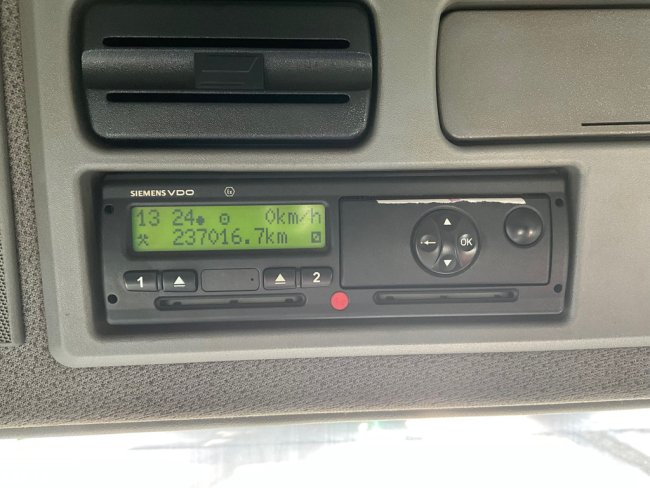 SIEMENS VDO
13 24 0km/h
237016.7km
1 2
OK